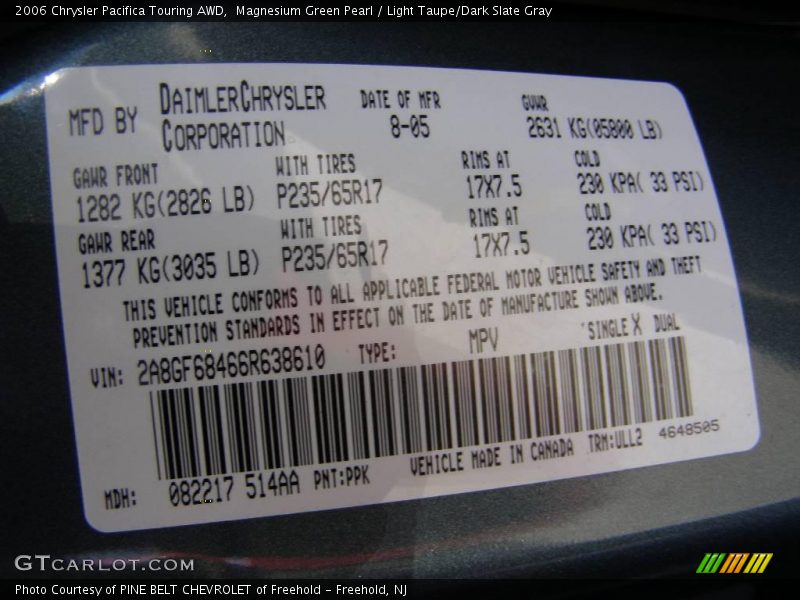 2006 Chrysler Pacifica Touring AWD,  Magnesium Green Pearl / Light Taupe/Dark Slate Gray
MFD BY DAIMLERCHRYSLER CORPORATION
DATE OF MFR 8-05
GVWR 2631 KG(05800 LB)
GAWR FRONT WITH TIRES RIMS AT COLD
1282 KG(2826 LB) P235/65R17 17X7.5 230 KPA( 33 PSI)
GAWR REAR WITH TIRES RIMS AT COLD
1377 KG(3035 LB) P235/65R17 17X7.5 230 KPA( 33 PSI)
THIS VEHICLE CONFORMS TO ALL APPLICABLE FEDERAL MOTOR VEHICLE SAFETY AND THEFT
PREVENTION STANDARDS IN EFFECT ON THE DATE OF MANUFACTURE SHOWN ABOVE.
VIN: 2A8GF68466R638610 TYPE: MPV SINGLE X DUAL
MDH: 082217 514AA PNT:PPK VEHICLE MADE IN CANADA TRM:ULL2 4648505
GTCARLOT.COM
Photo Courtesy of PINE BELT CHEVROLET of Freehold - Freehold, NJ